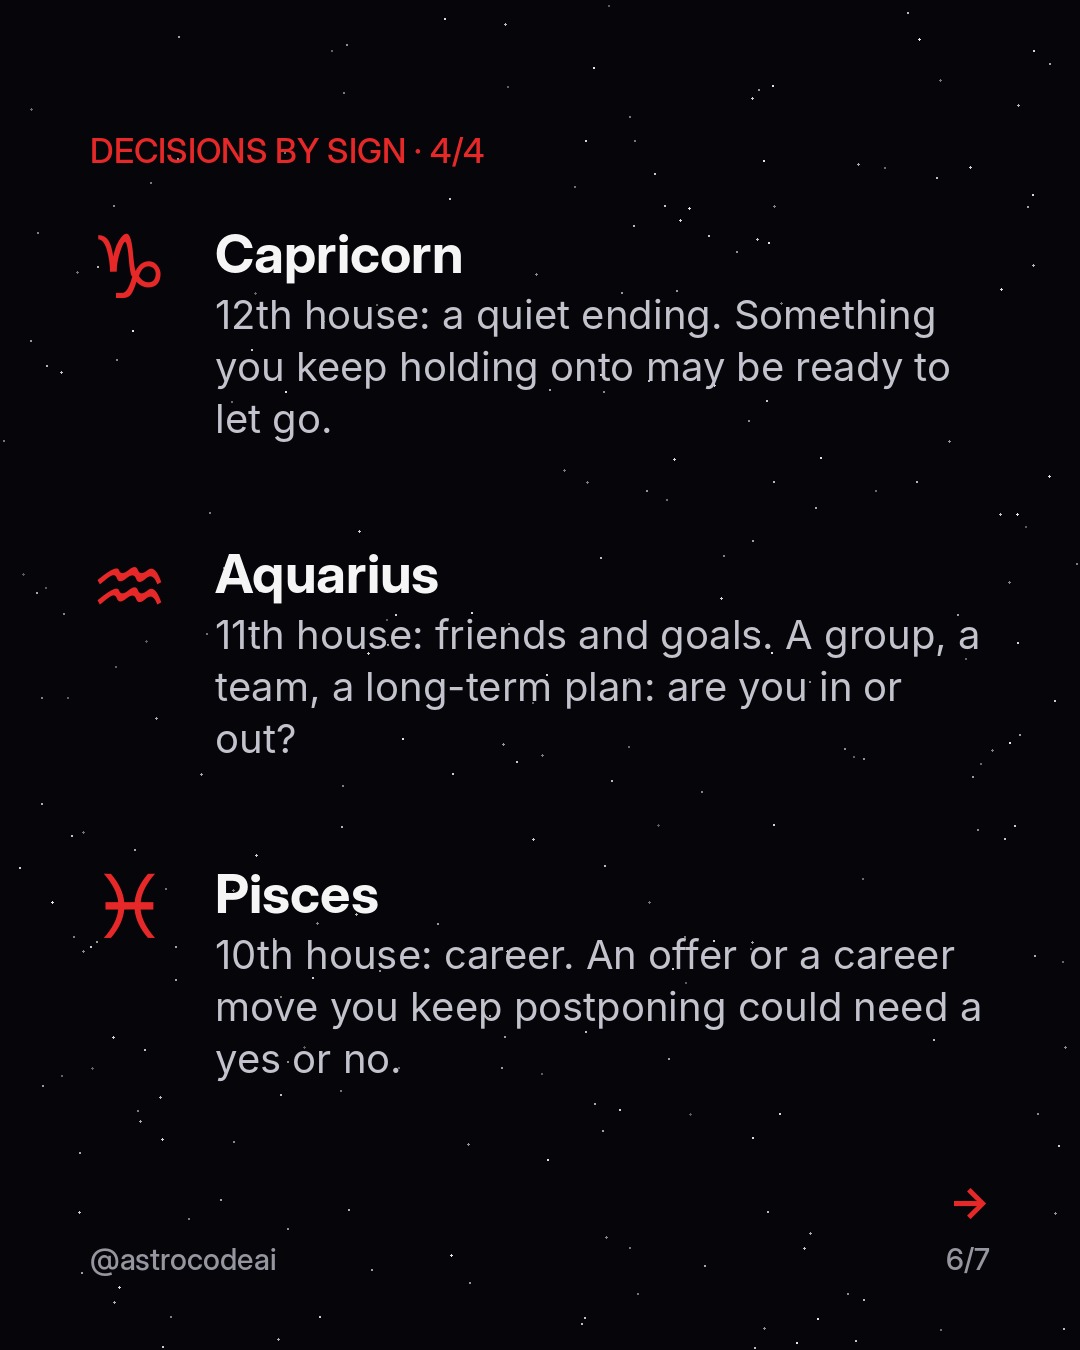 DECISIONS BY SIGN · 4/4
♑ Capricorn
12th house: a quiet ending. Something
you keep holding onto may be ready to
let go.
♒ Aquarius
11th house: friends and goals. A group, a
team, a long-term plan: are you in or
out?
♓ Pisces
10th house: career. An offer or a career
move you keep postponing could need a
yes or no.
→
@astrocodeai
6/7